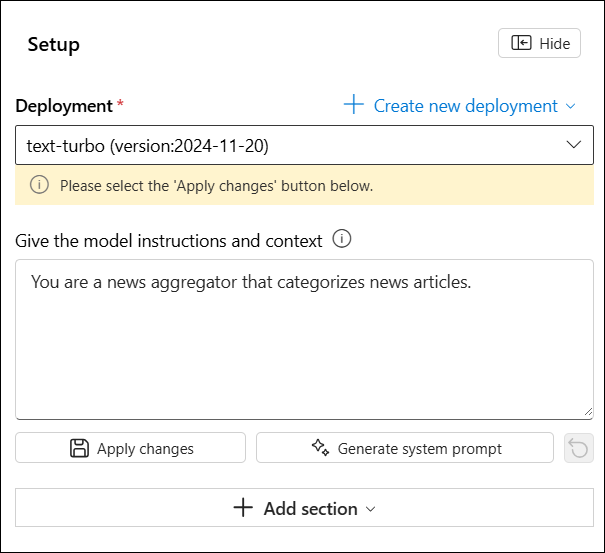 Setup
Hide
Deployment *
Create new deployment
text-turbo (version:2024-11-20)
Please select the 'Apply changes' button below.
Give the model instructions and context
You are a news aggregator that categorizes news articles.
Apply changes
Generate system prompt
Add section